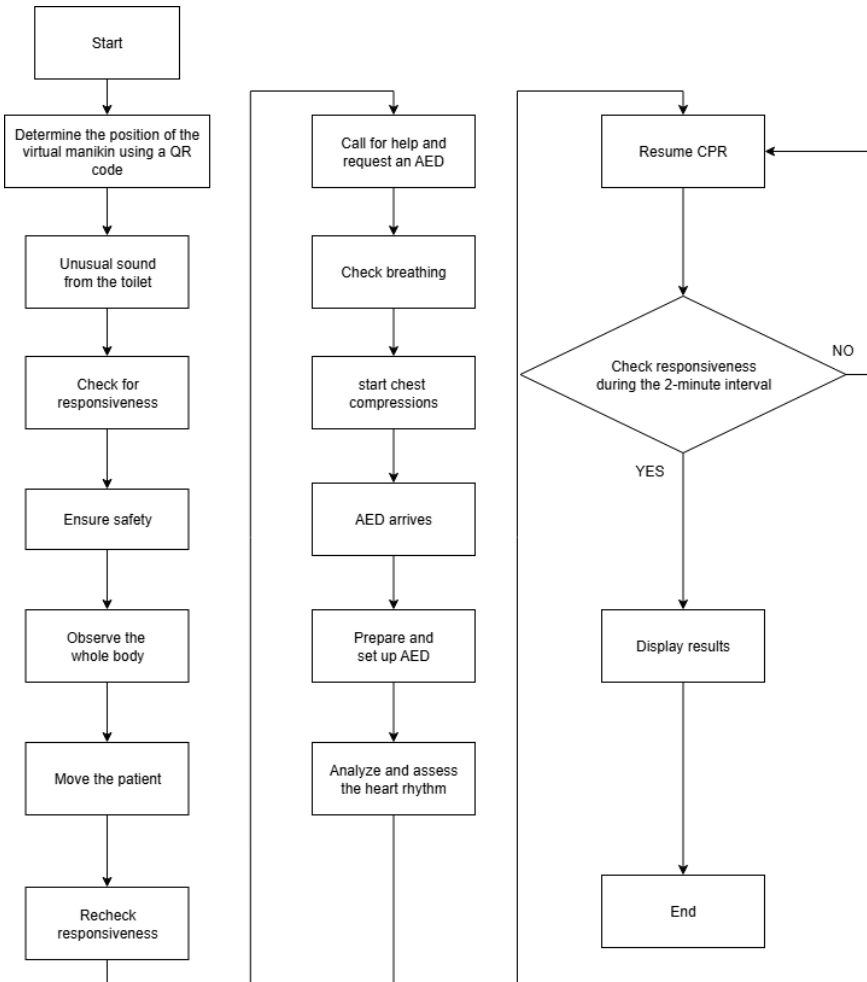 Start
Determine the position of the
virtual manikin using a QR
code
Unusual sound
from the toilet
Check for
responsiveness
Ensure safety
Observe the
whole body
Move the patient
Recheck
responsiveness
Call for help and
request an AED
Check breathing
start chest
compressions
AED arrives
Prepare and
set up AED
Analyze and assess
the heart rhythm
Resume CPR
Check responsiveness
during the 2-minute interval
NO
YES
Display results
End